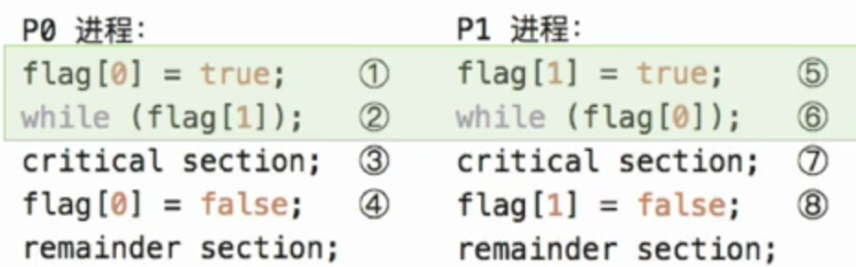 P0 进程:    P1 进程:
flag[0] = true;    ①    flag[1] = true;    ⑤
while (flag[1]);    ②    while (flag[0]);    ⑥
critical section;    ③    critical section;    ⑦
flag[0] = false;    ④    flag[1] = false;    ⑧
remainder section;    remainder section;